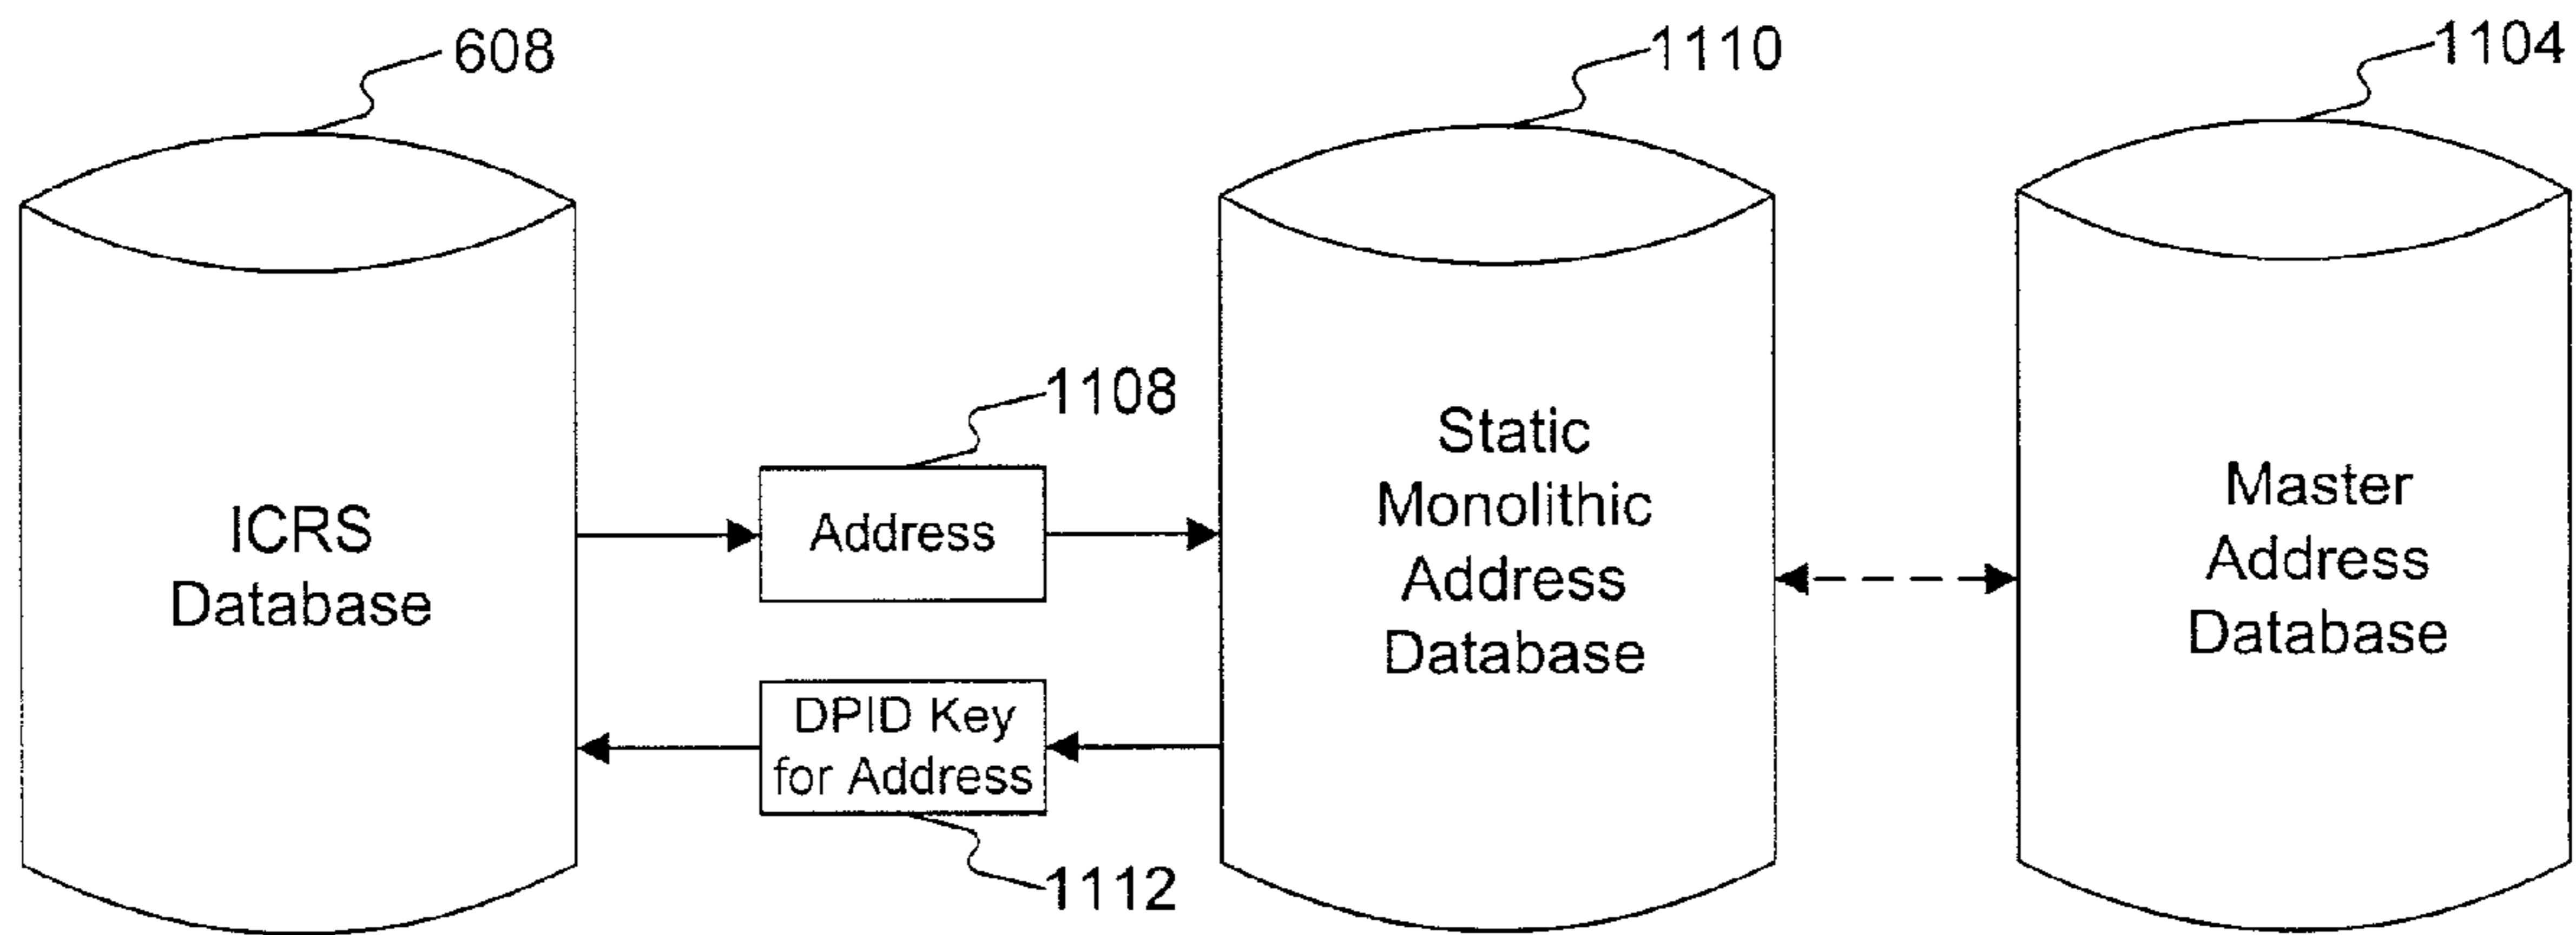 608
1110
1104
1108
Address
ICRS
Database
DPID Key
for Address
1112
Static
Monolithic
Address
Database
Master
Address
Database